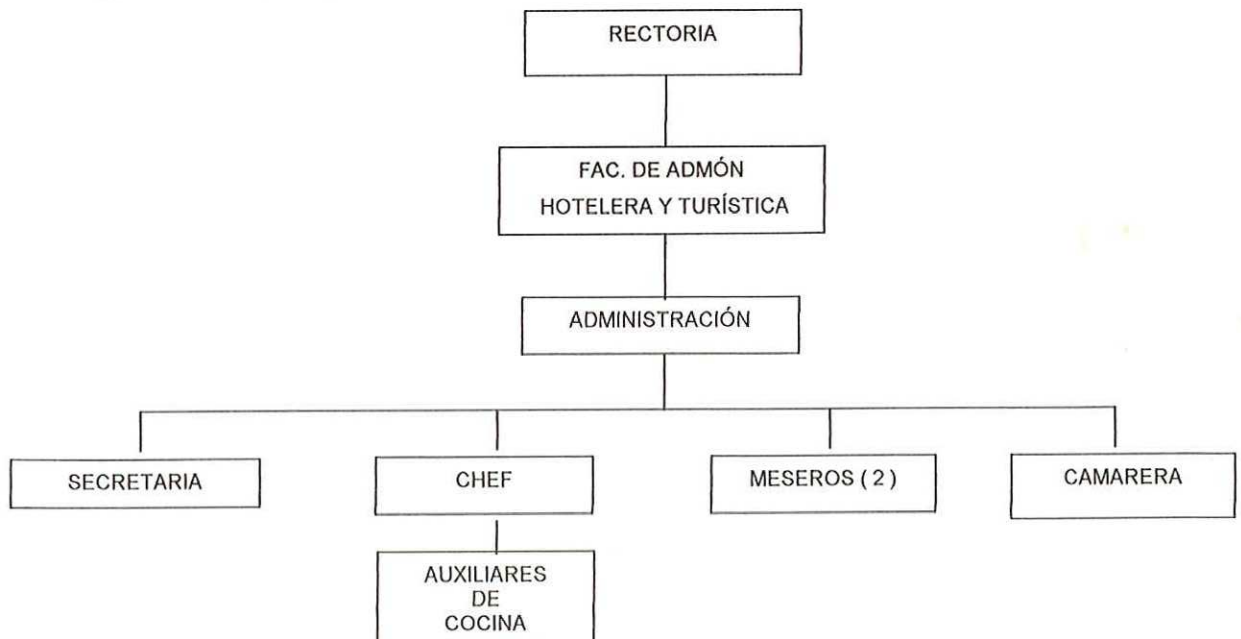 RECTORIA
FAC. DE ADMÓN
HOTELERA Y TURÍSTICA
ADMINISTRACIÓN
SECRETARIA
CHEF
MESEROS ( 2 )
CAMARERA
AUXILIARES
DE
COCINA